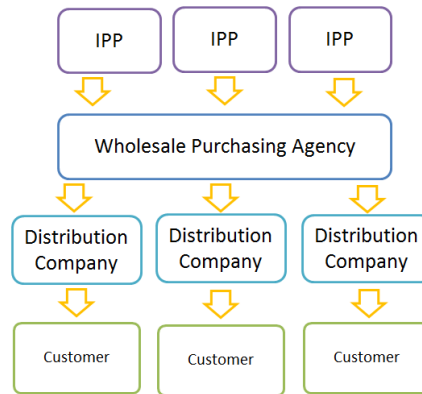 IPP
IPP
IPP
Wholesale Purchasing Agency
Distribution
Company
Distribution
Company
Distribution
Company
Customer
Customer
Customer